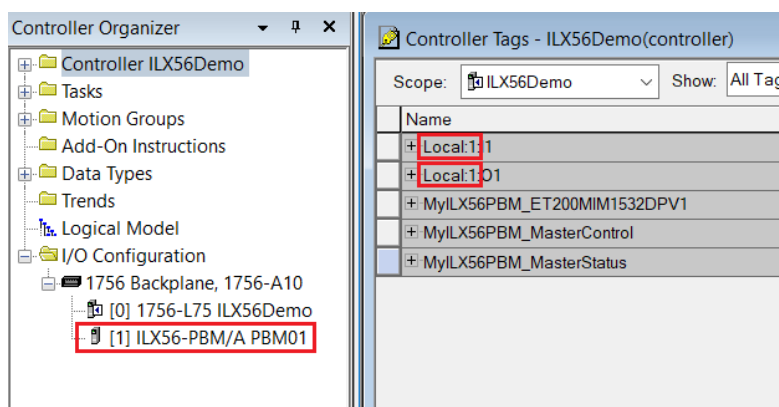 Controller Organizer
Controller ILX56Demo
Tasks
Motion Groups
Add-On Instructions
Data Types
Trends
Logical Model
I/O Configuration
1756 Backplane, 1756-A10
[0] 1756-L75 ILX56Demo
[1] ILX56-PBM/A PBM01
Controller Tags - ILX56Demo(controller)
Scope: ILX56Demo Show: All Tag
Name
Local:1:1
Local:1:O1
MyILX56PBM_ET200MIM1532DPV1
MyILX56PBM_MasterControl
MyILX56PBM_MasterStatus